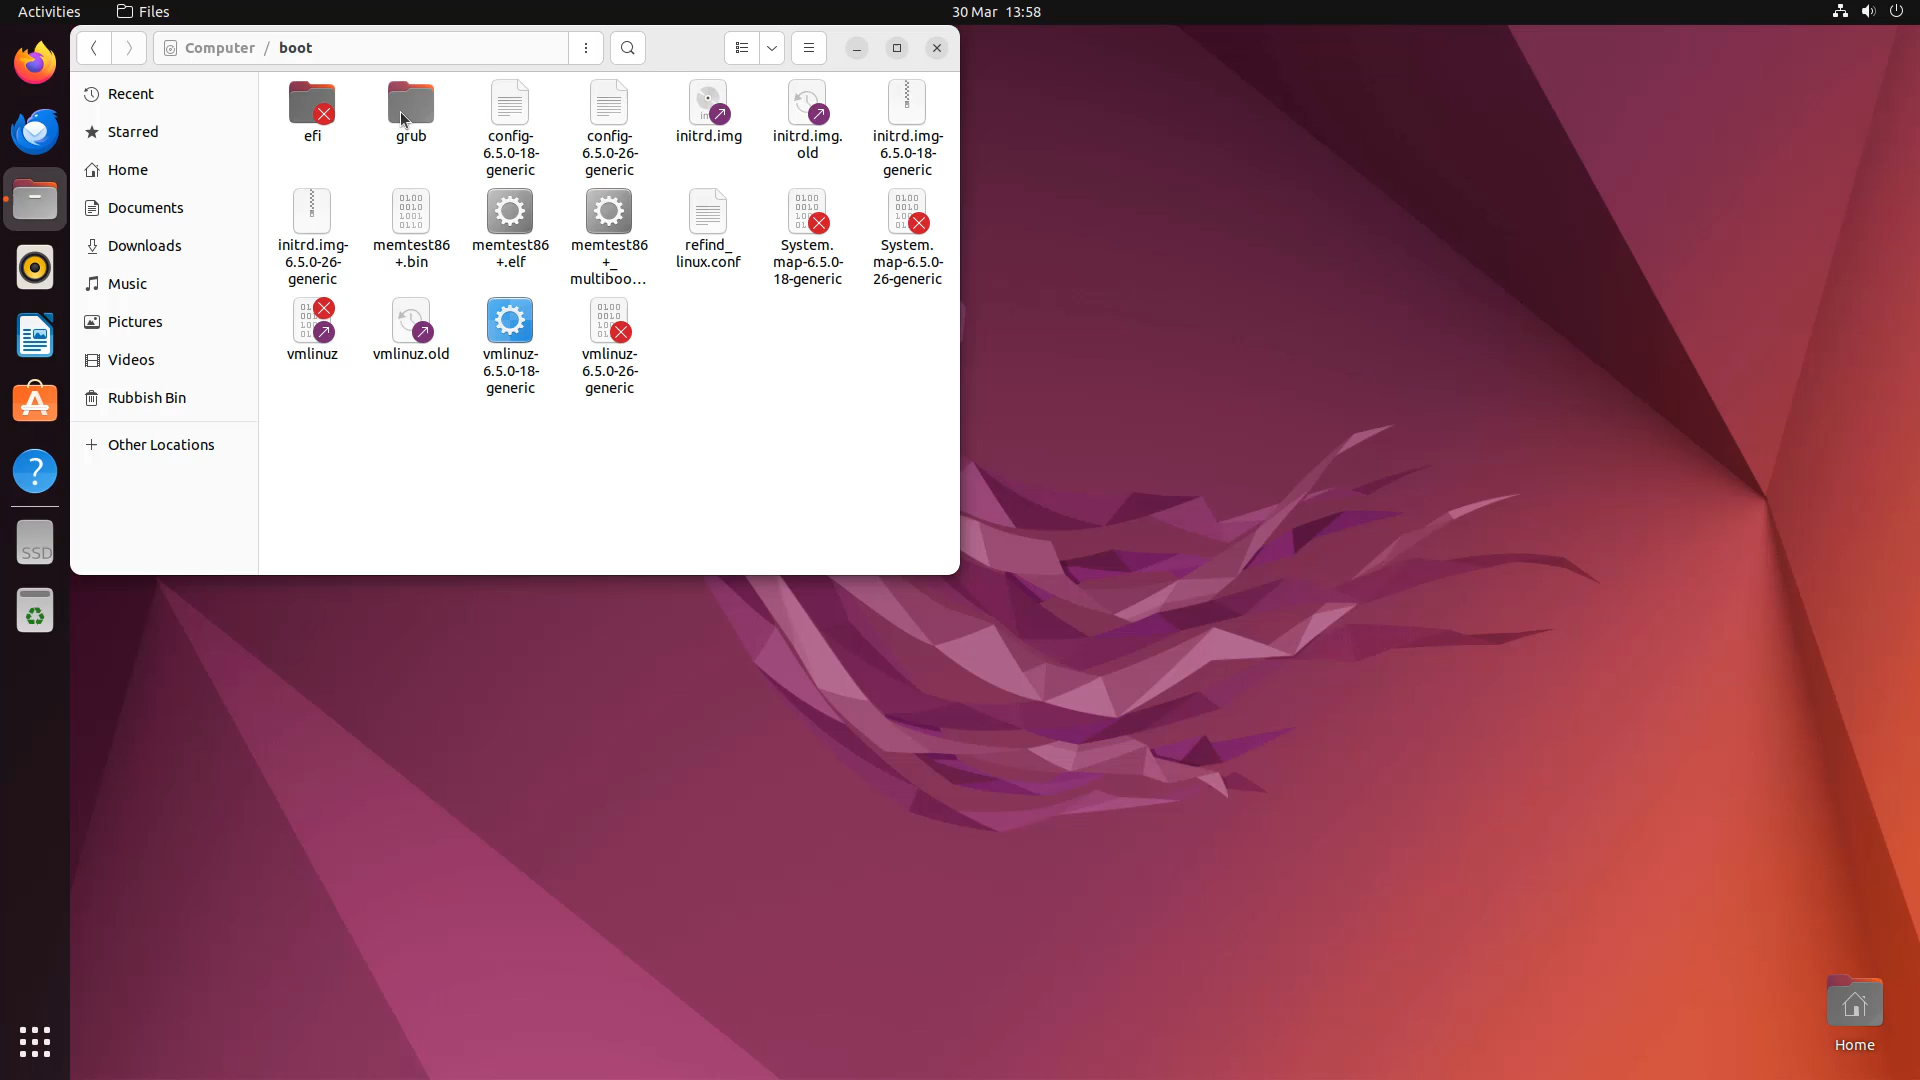 Activities
Files
30 Mar 13:58
Computer / boot
Recent
Starred
Home
Documents
Downloads
Music
Pictures
Videos
Rubbish Bin
+ Other Locations
efi
grub
config-
6.5.0-18-
generic
config-
6.5.0-26-
generic
initrd.img
initrd.img.
old
initrd.img-
6.5.0-18-
generic
initrd.img-
6.5.0-26-
generic
memtest86
+.bin
memtest86
+.elf
memtest86
+_
multiboo...
refind_
linux.conf
System.
map-6.5.0-
18-generic
System.
map-6.5.0-
26-generic
vmlinuz
vmlinuz.old
vmlinuz-
6.5.0-18-
generic
vmlinuz-
6.5.0-26-
generic
SSD
Home